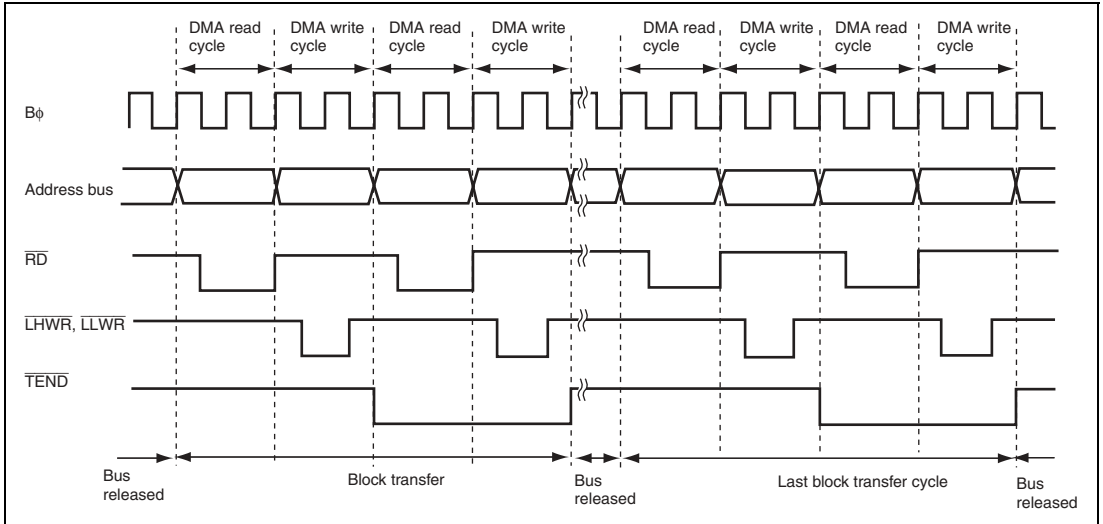 DMA read cycle
DMA write cycle
DMA read cycle
DMA write cycle
DMA read cycle
DMA write cycle
DMA read cycle
DMA write cycle
Bφ
Address bus
RD
LHWR, LLWR
TEND
Bus released
Block transfer
Bus released
Last block transfer cycle
Bus released